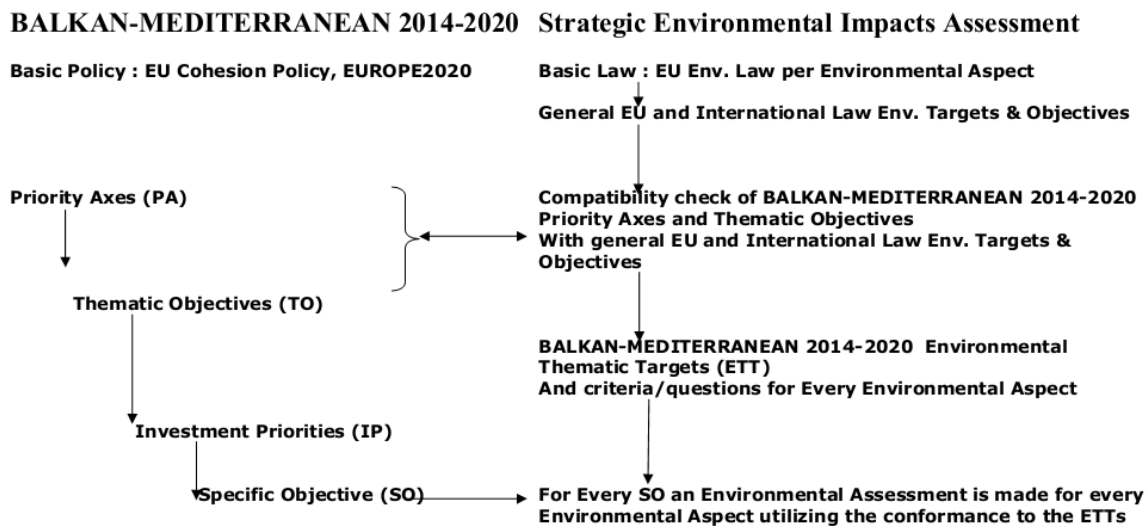 BALKAN-MEDITERRANEAN 2014-2020 Strategic Environmental Impacts Assessment
Basic Policy : EU Cohesion Policy, EUROPE2020
Basic Law : EU Env. Law per Environmental Aspect
General EU and International Law Env. Targets & Objectives
Priority Axes (PA)
Compatibility check of BALKAN-MEDITERRANEAN 2014-2020
Priority Axes and Thematic Objectives
With general EU and International Law Env. Targets &
Objectives
Thematic Objectives (TO)
BALKAN-MEDITERRANEAN 2014-2020 Environmental
Thematic Targets (ETT)
And criteria/questions for Every Environmental Aspect
Investment Priorities (IP)
Specific Objective (SO)
For Every SO an Environmental Assessment is made for every
Environmental Aspect utilizing the conformance to the ETTs